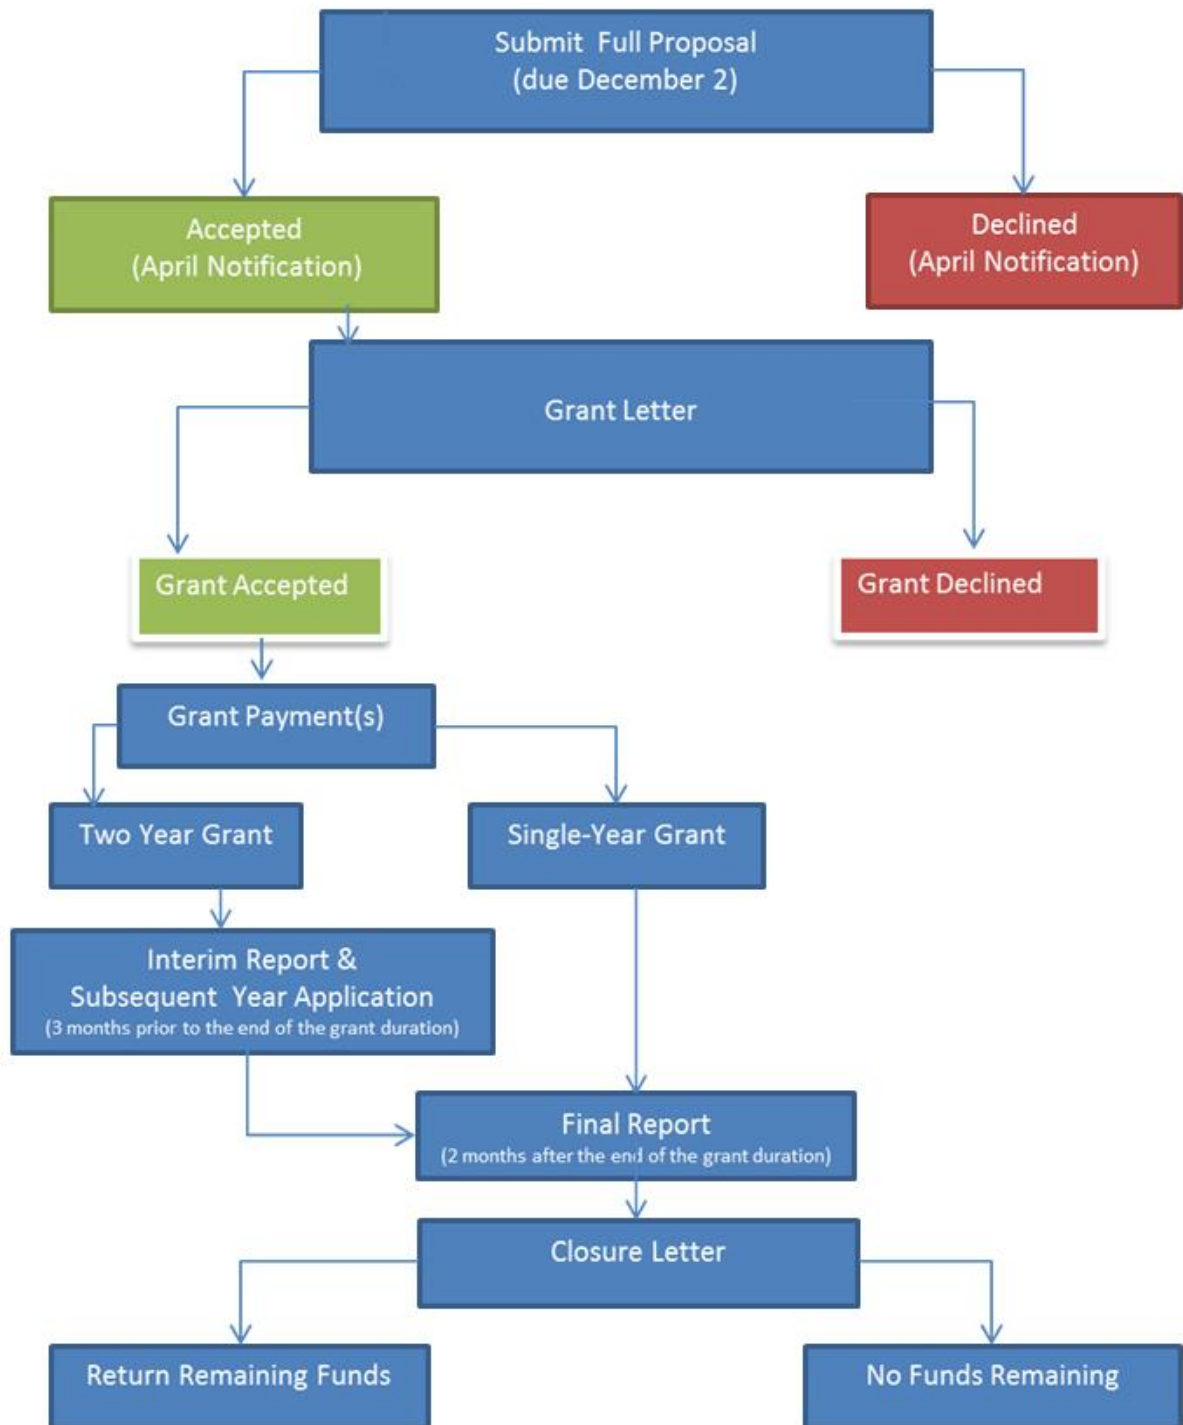 Submit Full Proposal
(due December 2)
Accepted
(April Notification)
Declined
(April Notification)
Grant Letter
Grant Accepted
Grant Declined
Grant Payment(s)
Two Year Grant
Single-Year Grant
Interim Report &
Subsequent Year Application
(3 months prior to the end of the grant duration)
Final Report
(2 months after the end of the grant duration)
Closure Letter
Return Remaining Funds
No Funds Remaining